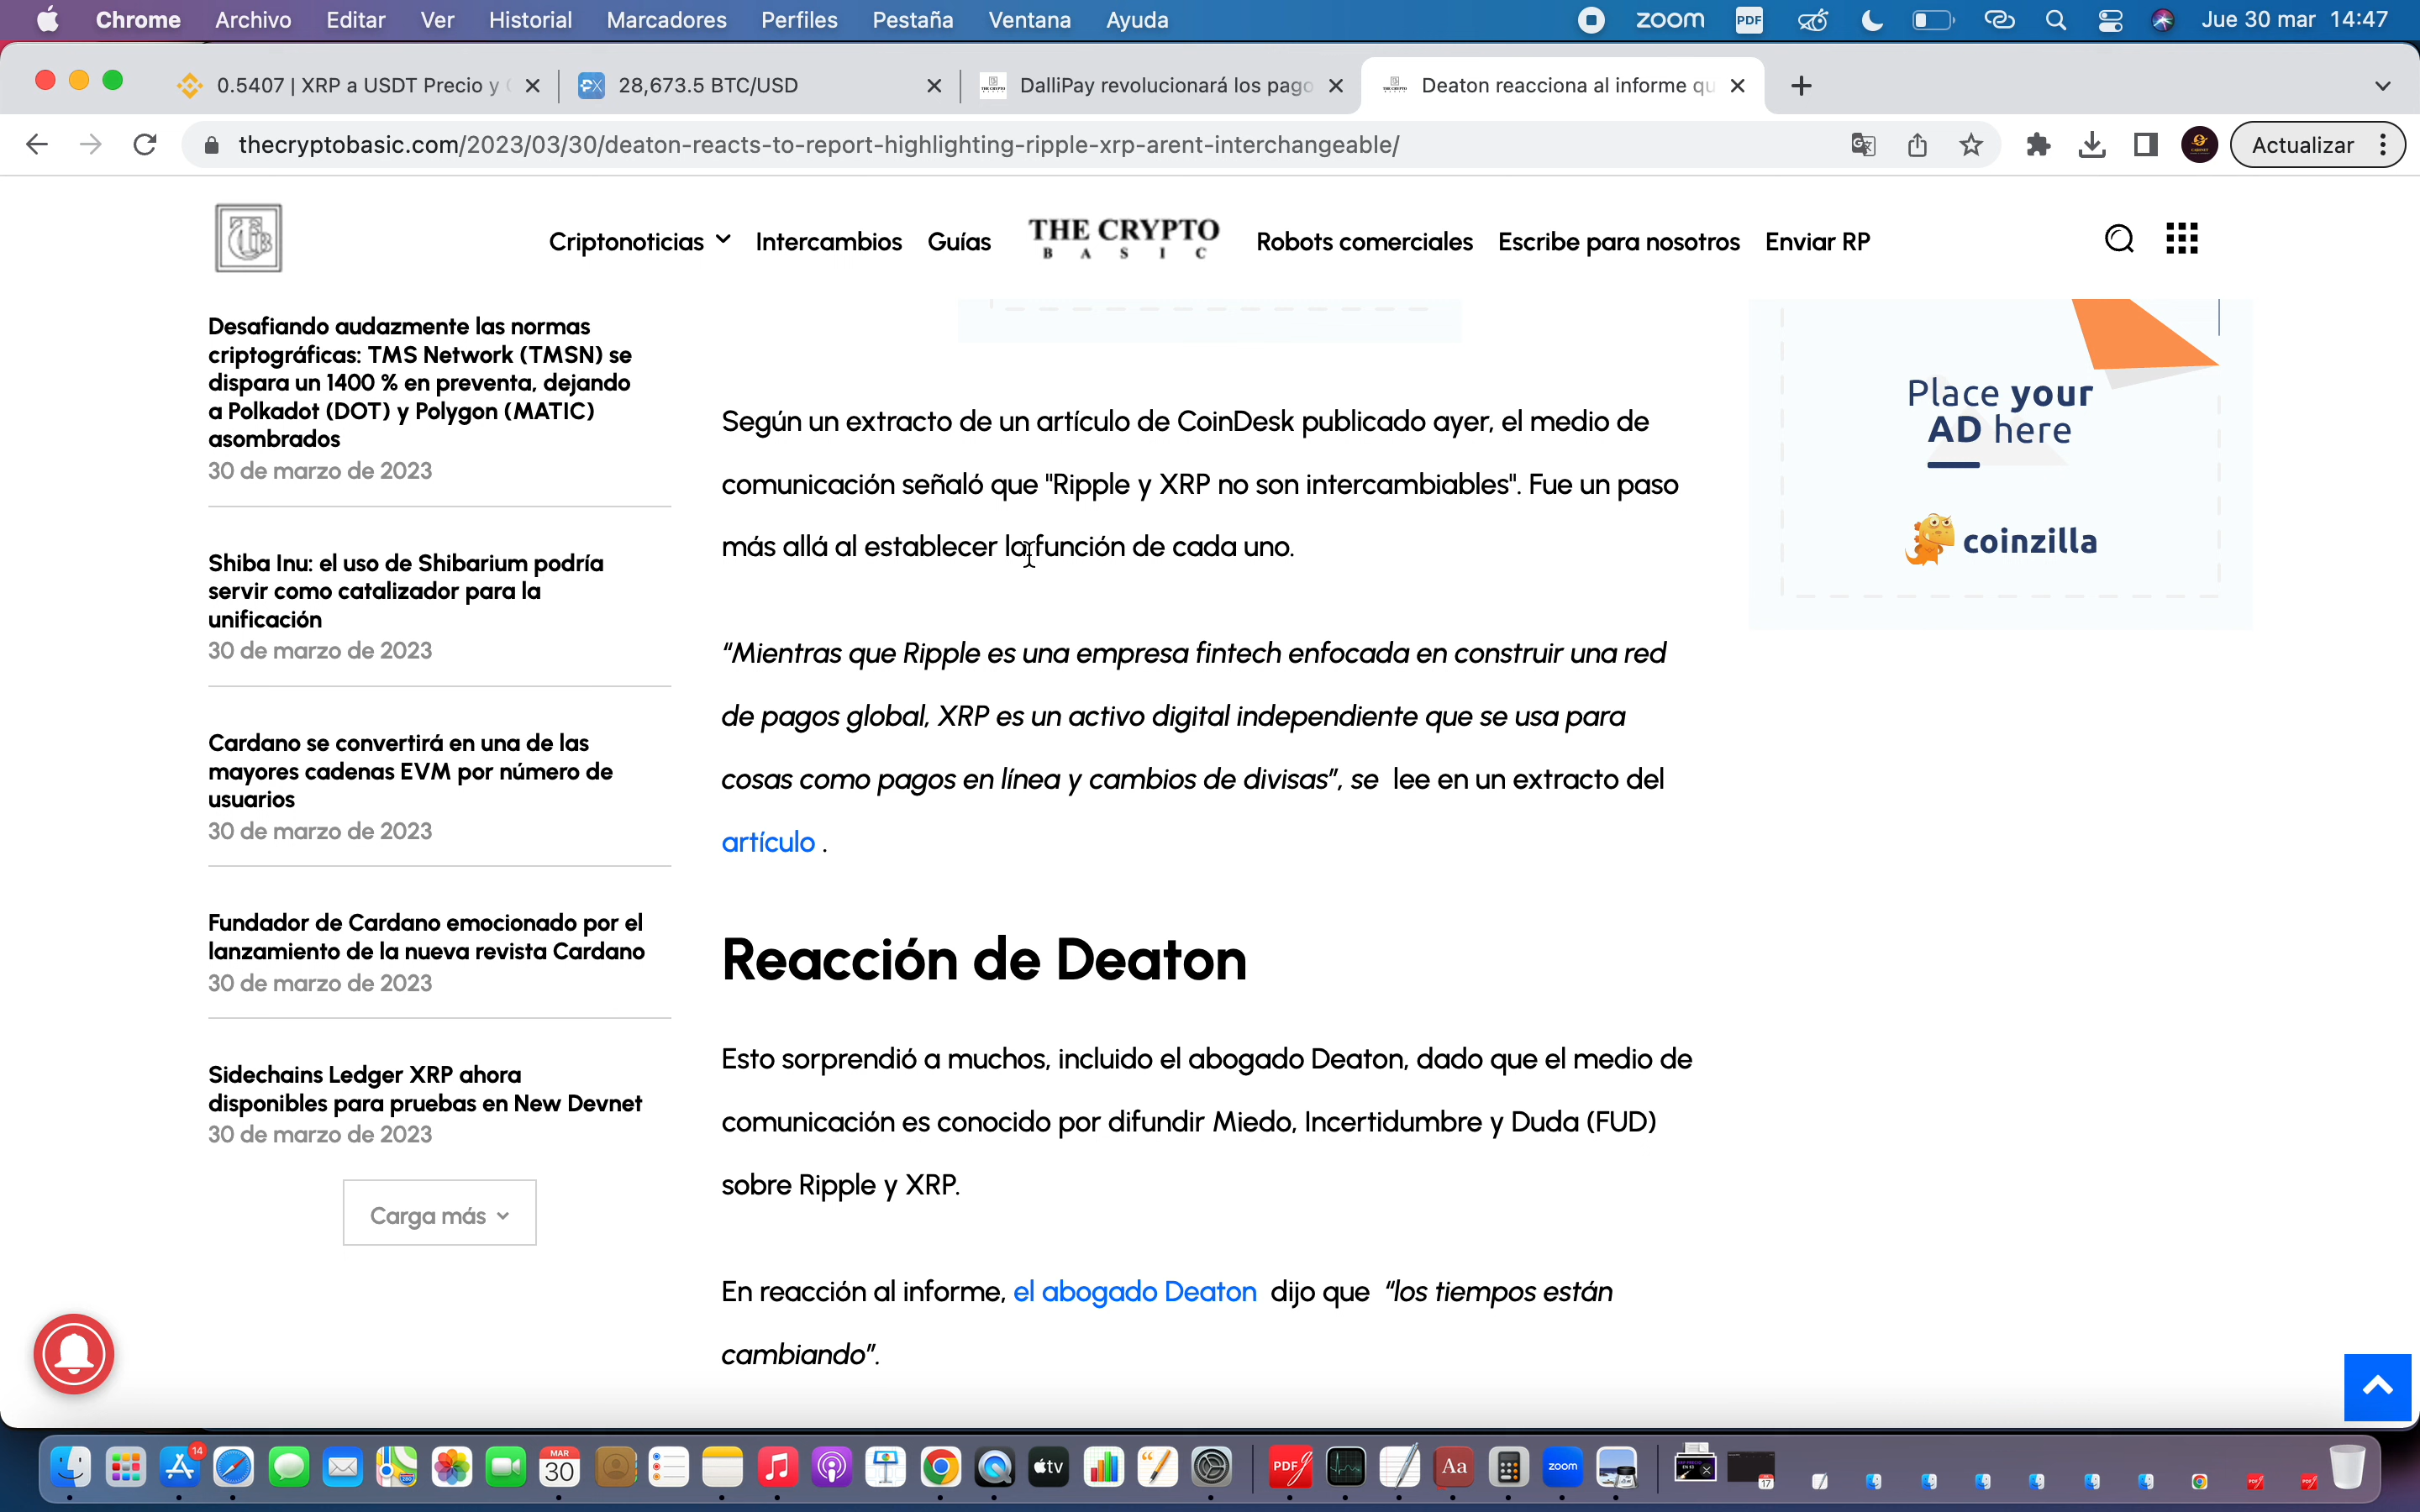 Chrome Archivo Editar Ver Historial Marcadores Perfiles Pestaña Ventana Ayuda zoom PDF Jue 30 mar 14:47
0.5407 | XRP a USDT Precio y 28,673.5 BTC/USD DalliPay revolucionará los pago Deaton reacciona al informe qu
thecryptobasic.com/2023/03/30/deaton-reacts-to-report-highlighting-ripple-xrp-arent-interchangeable/ Actualizar
Criptonoticias Intercambios Guías THE CRYPTO BASIC Robots comerciales Escribe para nosotros Enviar RP
Desafiando audazmente las normas
criptográficas: TMS Network (TMSN) se
dispara un 1400 % en preventa, dejando
a Polkadot (DOT) y Polygon (MATIC)
asombrados
30 de marzo de 2023
Shiba Inu: el uso de Shibarium podría
servir como catalizador para la
unificación
30 de marzo de 2023
Cardano se convertirá en una de las
mayores cadenas EVM por número de
usuarios
30 de marzo de 2023
Fundador de Cardano emocionado por el
lanzamiento de la nueva revista Cardano
30 de marzo de 2023
Sidechains Ledger XRP ahora
disponibles para pruebas en New Devnet
30 de marzo de 2023
Carga más
Según un extracto de un artículo de CoinDesk publicado ayer, el medio de
comunicación señaló que "Ripple y XRP no son intercambiables". Fue un paso
más allá al establecer la función de cada uno.
“Mientras que Ripple es una empresa fintech enfocada en construir una red
de pagos global, XRP es un activo digital independiente que se usa para
cosas como pagos en línea y cambios de divisas”, se lee en un extracto del
artículo .
Reacción de Deaton
Esto sorprendió a muchos, incluido el abogado Deaton, dado que el medio de
comunicación es conocido por difundir Miedo, Incertidumbre y Duda (FUD)
sobre Ripple y XRP.
En reacción al informe, el abogado Deaton dijo que “los tiempos están
cambiando”.
Place your
AD here
coinzilla
14 MAR 30 tv PDF Aa zoom 17